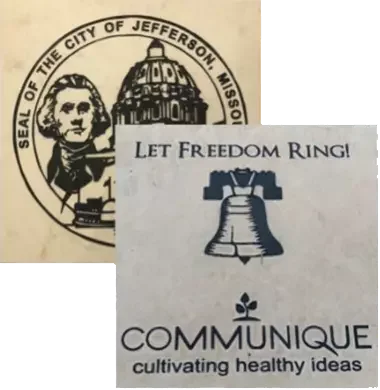 SEAL OF THE CITY OF JEFFERSON, MISSO
LET FREEDOM RING!
COMMUNIQUE
cultivating healthy ideas